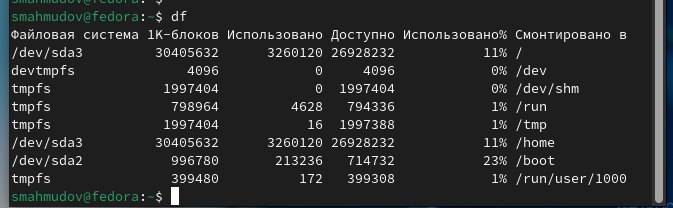 smahmudov@fedora:~$ df
Файловая система 1K-блоков Использовано Доступно Использовано% Смонтировано в
/dev/sda3 30405632 3260120 26928232 11% /
devtmpfs 4096 0 4096 0% /dev
tmpfs 1997404 0 1997404 0% /dev/shm
tmpfs 798964 4628 794336 1% /run
tmpfs 1997404 16 1997388 1% /tmp
/dev/sda3 30405632 3260120 26928232 11% /home
/dev/sda2 996780 213236 714732 23% /boot
tmpfs 399480 172 399308 1% /run/user/1000
smahmudov@fedora:~$